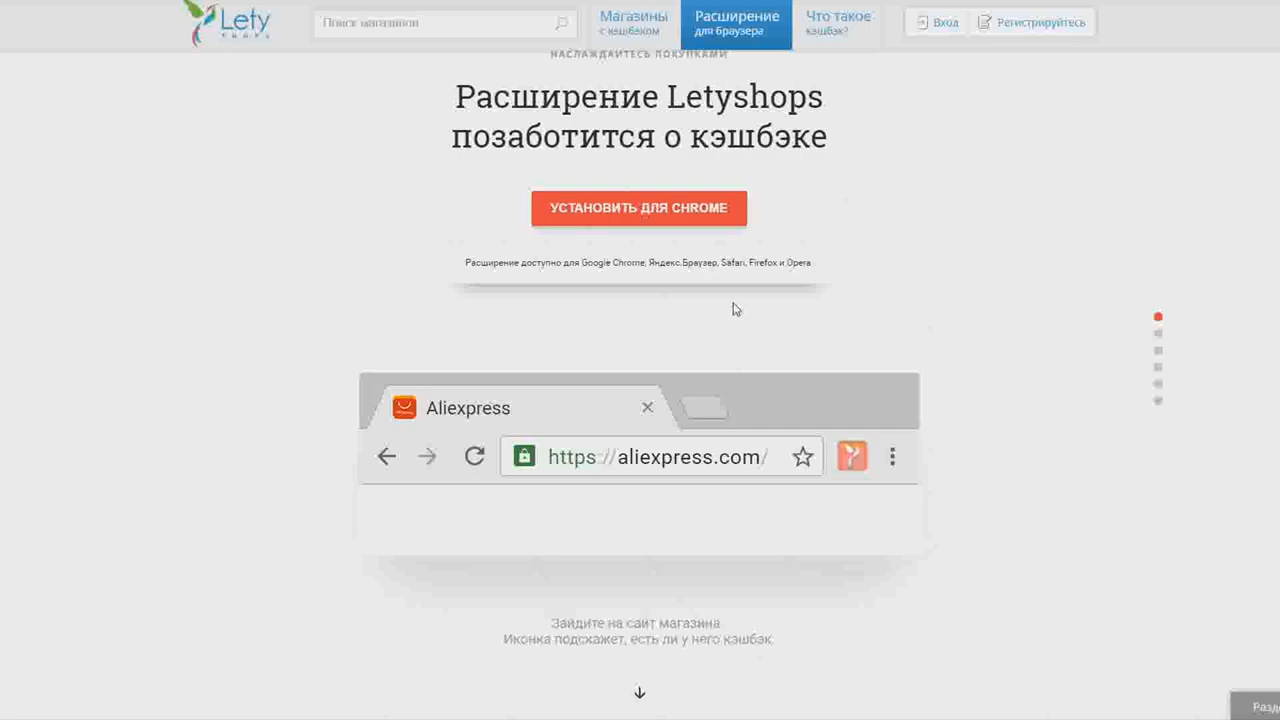 Lety
Поиск магазинов
Магазины
с кэшбэком
Расширение
для браузера
Что такое
кэшбэк?
Вход
Регистрируйтесь
НАСЛАЖДАЙТЕСЬ ПОКУПКАМИ
Расширение Letyshops
позаботится о кэшбэке
УСТАНОВИТЬ ДЛЯ CHROME
Расширение доступно для Google Chrome, Яндекс.Браузер, Safari, Firefox и Opera
Aliexpress
https://aliexpress.com/
Зайдите на сайт магазина
Иконка подскажет, есть ли у него кэшбэк